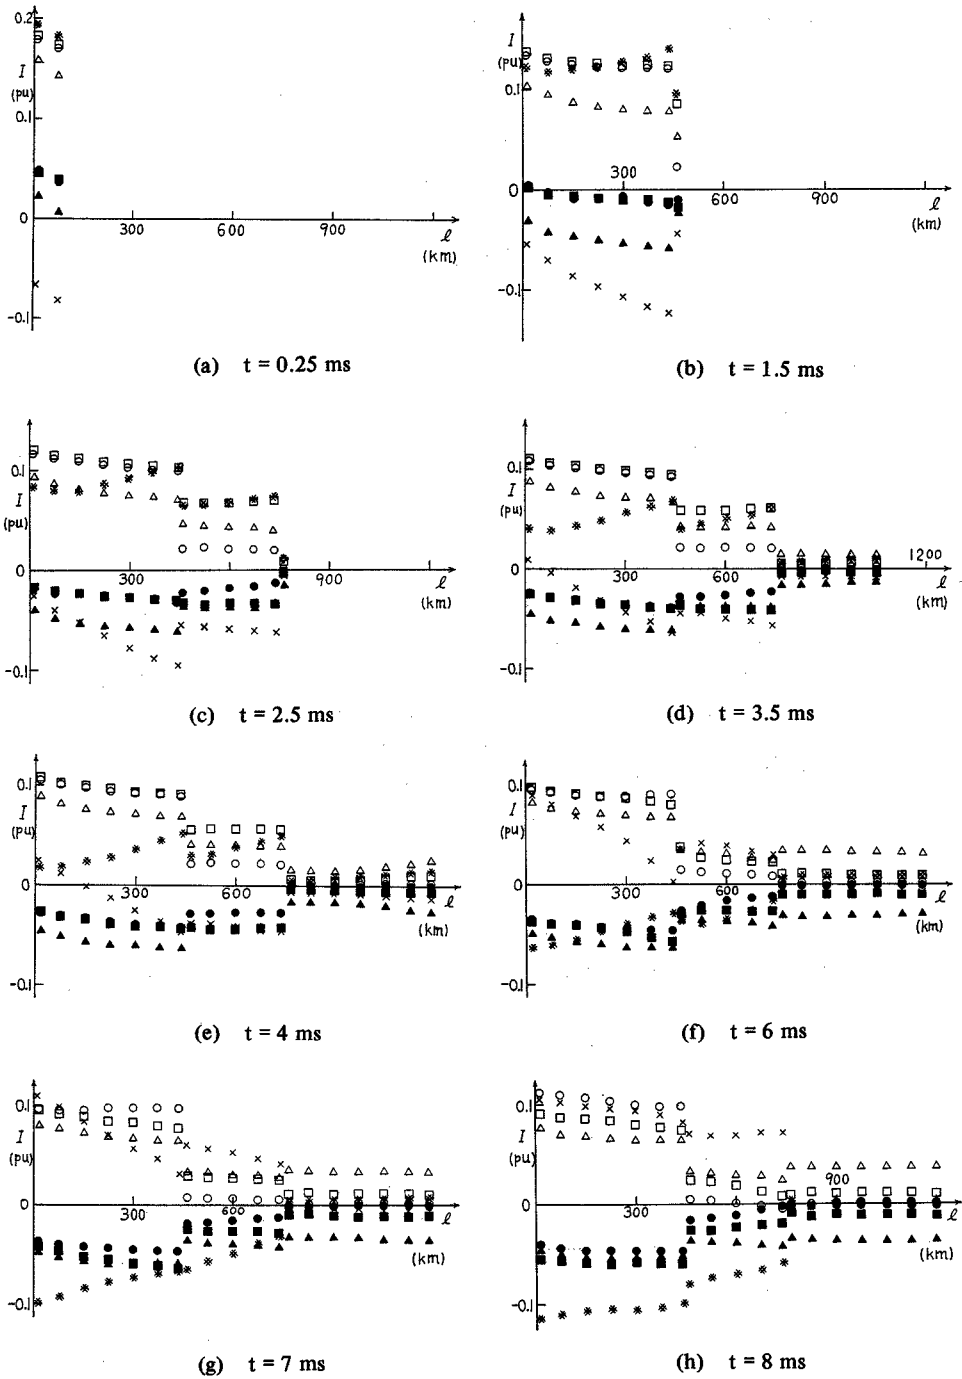 0.2
I
(pu)
0.1
0
300
600
900
ℓ
(km)
-0.1
(a) t = 0.25 ms
I
(pu)
0.1
0
300
900
ℓ
(km)
-0.1
(b) t = 1.5 ms
0.1
I
(pu)
0
300
600
900
ℓ
(km)
-0.1
(c) t = 2.5 ms
0.1
I
(pu)
0
300
600
1200
ℓ
(km)
-0.1
(d) t = 3.5 ms
0.1
I
(pu)
0
300
600
ℓ
(km)
-0.1
(e) t = 4 ms
0.1
I
(pu)
0
300
600
ℓ
(km)
-0.1
(f) t = 6 ms
0.1
I
(pu)
0
300
600
ℓ
(km)
-0.1
(g) t = 7 ms
0.1
I
(pu)
0
300
600
900
ℓ
(km)
-0.1
(h) t = 8 ms